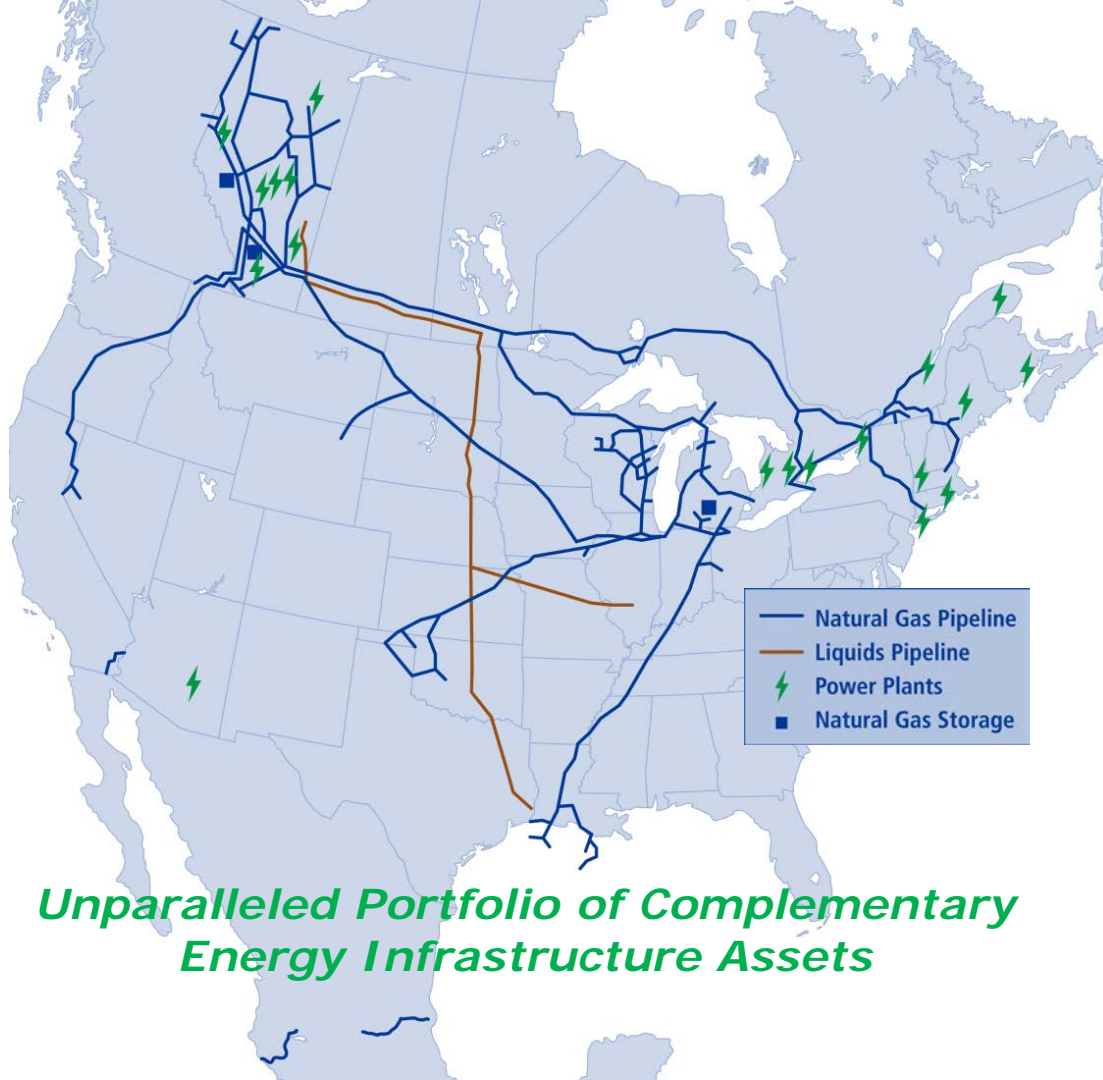 Natural Gas Pipeline
Liquids Pipeline
Power Plants
Natural Gas Storage
Unparalleled Portfolio of Complementary
Energy Infrastructure Assets